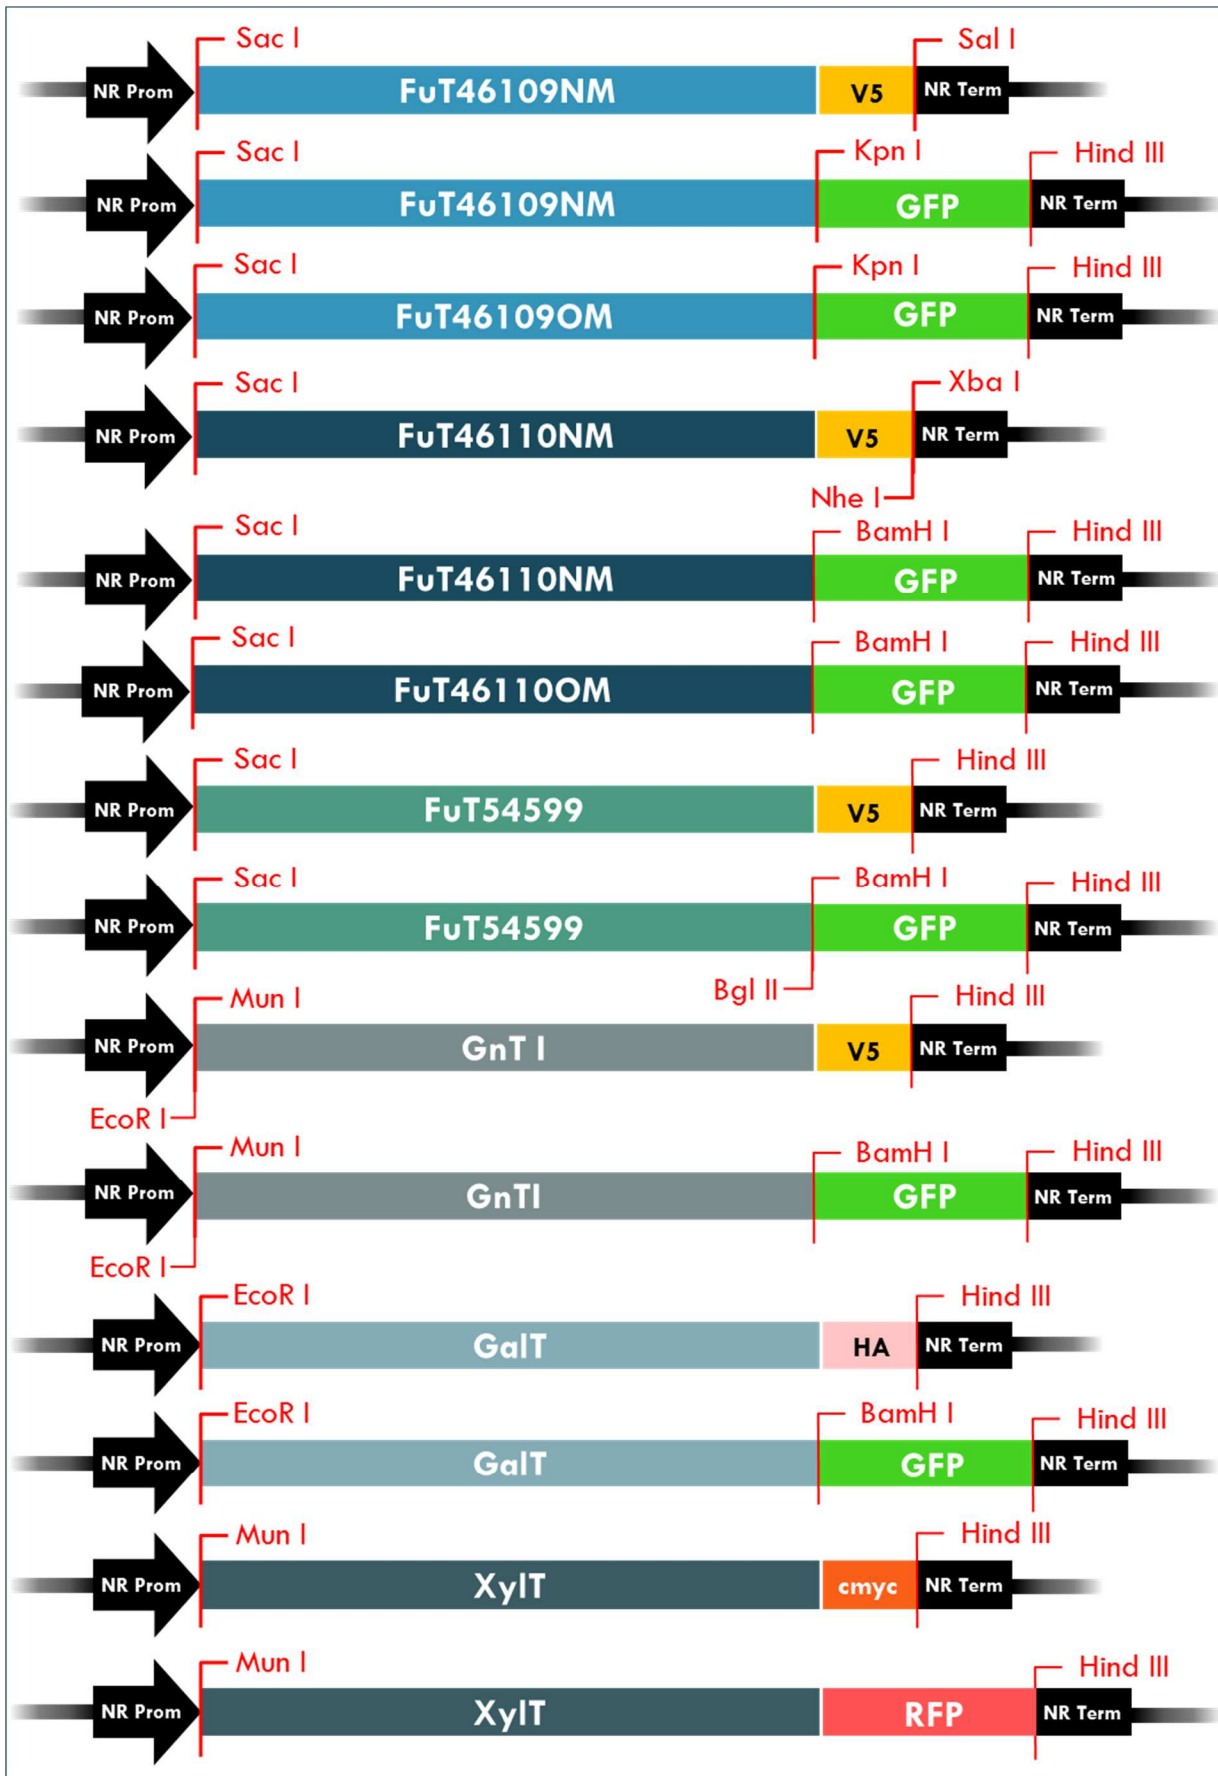 Sac I Sal I
NR Prom FuT46109NM V5 NR Term
Sac I Kpn I Hind III
NR Prom FuT46109NM GFP NR Term
Sac I Kpn I Hind III
NR Prom FuT46109OM GFP NR Term
Sac I Xba I
NR Prom FuT46110NM V5 NR Term
Nhe I
Sac I BamH I Hind III
NR Prom FuT46110NM GFP NR Term
Sac I BamH I Hind III
NR Prom FuT46110OM GFP NR Term
Sac I Hind III
NR Prom FuT54599 V5 NR Term
Sac I BamH I Hind III
NR Prom FuT54599 GFP NR Term
Bgl II
Mun I Hind III
NR Prom GnT I V5 NR Term
EcoR I
Mun I BamH I Hind III
NR Prom GnTI GFP NR Term
EcoR I
EcoR I Hind III
NR Prom GalT HA NR Term
EcoR I BamH I Hind III
NR Prom GalT GFP NR Term
Mun I Hind III
NR Prom XylT cmyc NR Term
Mun I Hind III
NR Prom XylT RFP NR Term